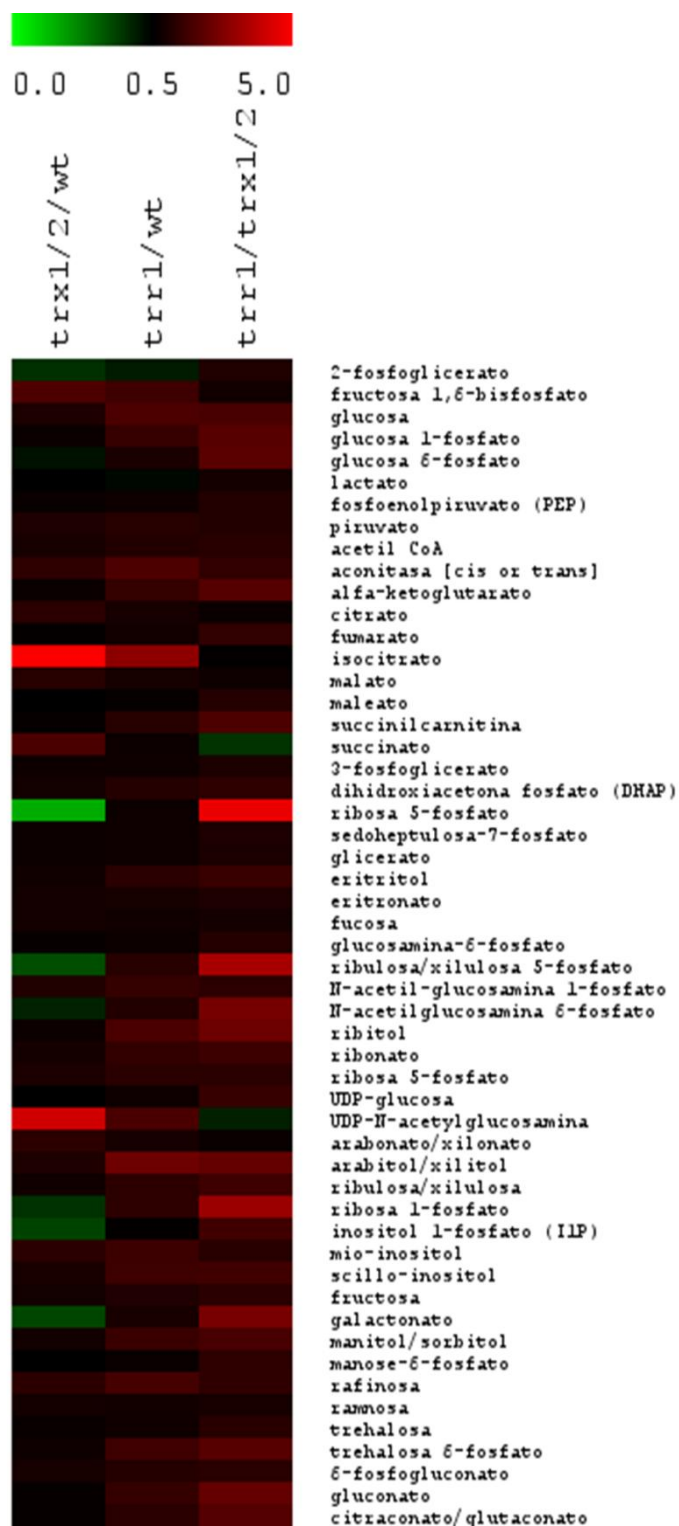 0.0 0.5 5.0
trx1/2/wt
trr1/wt
trr1/trx1/2
2-fosfoglicerato
fructosa 1,6-bisfosfato
glucosa
glucosa 1-fosfato
glucosa 6-fosfato
lactato
fosfoenolpiruvato (PEP)
piruvato
acetil CoA
aconitasa [cis or trans]
alfa-ketoglutarato
citrato
fumarato
isocitrato
malato
maleato
succinilcarnitina
succinato
3-fosfoglicerato
dihidroxiacetona fosfato (DHAP)
ribosa 5-fosfato
sedoheptulosa-7-fosfato
glicerato
eritritol
eritronato
fucosa
glucosamina-6-fosfato
ribulosa/xilulosa 5-fosfato
N-acetil-glucosamina 1-fosfato
N-acetilglucosamina 6-fosfato
ribitol
ribonato
ribosa 5-fosfato
UDP-glucosa
UDP-N-acetylglucosamina
arabonato/xilonato
arabitol/xilitol
ribulosa/xilulosa
ribosa 1-fosfato
inositol 1-fosfato (I1P)
mio-inositol
scillo-inositol
fructosa
galactonato
manitol/sorbitol
manose-6-fosfato
rafinosa
ramnosa
trehalosa
trehalosa 6-fosfato
6-fosfogluconato
gluconato
citraconato/glutaconato